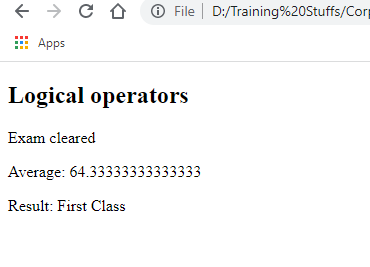 File | D:/Training%20Stuffs/Corp
Apps
Logical operators
Exam cleared
Average: 64.33333333333333
Result: First Class